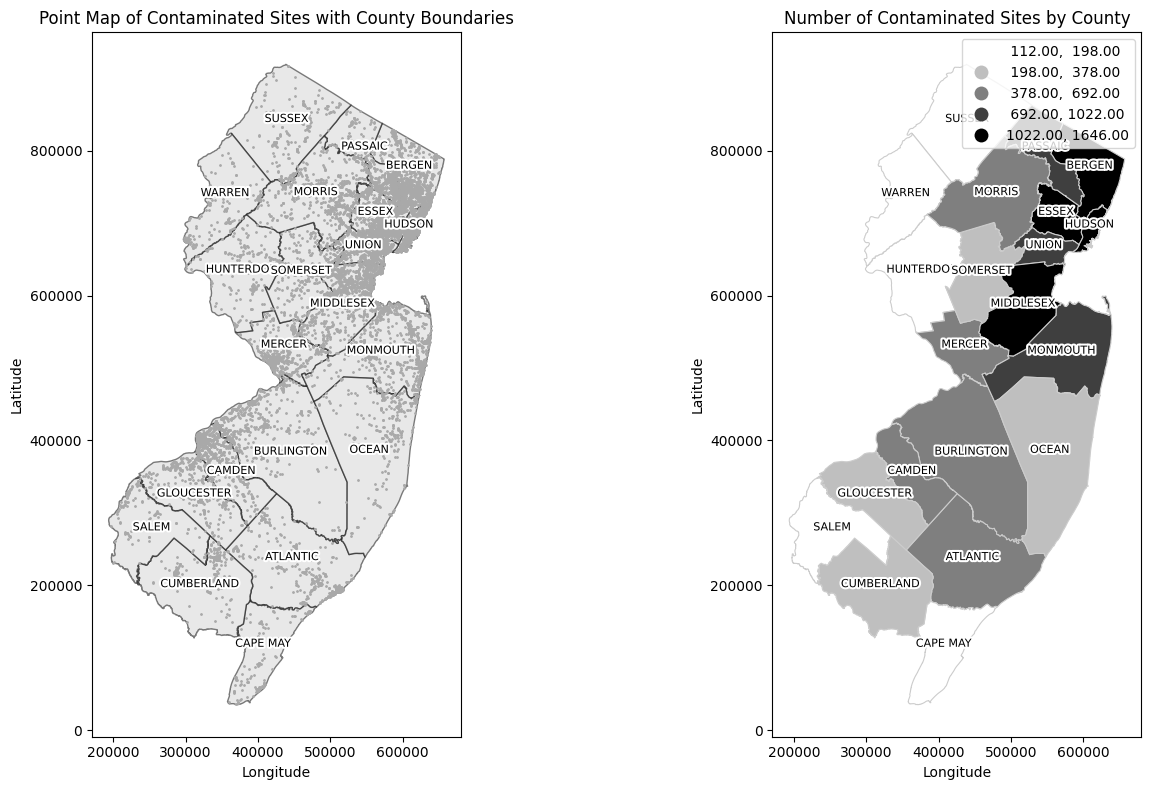 Point Map of Contaminated Sites with County Boundaries
SUSSEX
PASSAIC
BERGEN
WARREN
MORRIS
ESSEX
HUDSON
UNION
HUNTERDO
SOMERSET
MIDDLESEX
MERCER
MONMOUTH
BURLINGTON
OCEAN
CAMDEN
GLOUCESTER
SALEM
ATLANTIC
CUMBERLAND
CAPE MAY
800000
600000
400000
200000
0
Latitude
200000 300000 400000 500000 600000
Longitude
Number of Contaminated Sites by County
112.00, 198.00
198.00, 378.00
378.00, 692.00
692.00, 1022.00
1022.00, 1646.00
SUSSEX
PASSAIC
BERGEN
WARREN
MORRIS
ESSEX
HUDSON
UNION
HUNTERDO
SOMERSET
MIDDLESEX
MERCER
MONMOUTH
BURLINGTON
OCEAN
CAMDEN
GLOUCESTER
SALEM
ATLANTIC
CUMBERLAND
CAPE MAY
800000
600000
400000
200000
0
Latitude
200000 300000 400000 500000 600000
Longitude